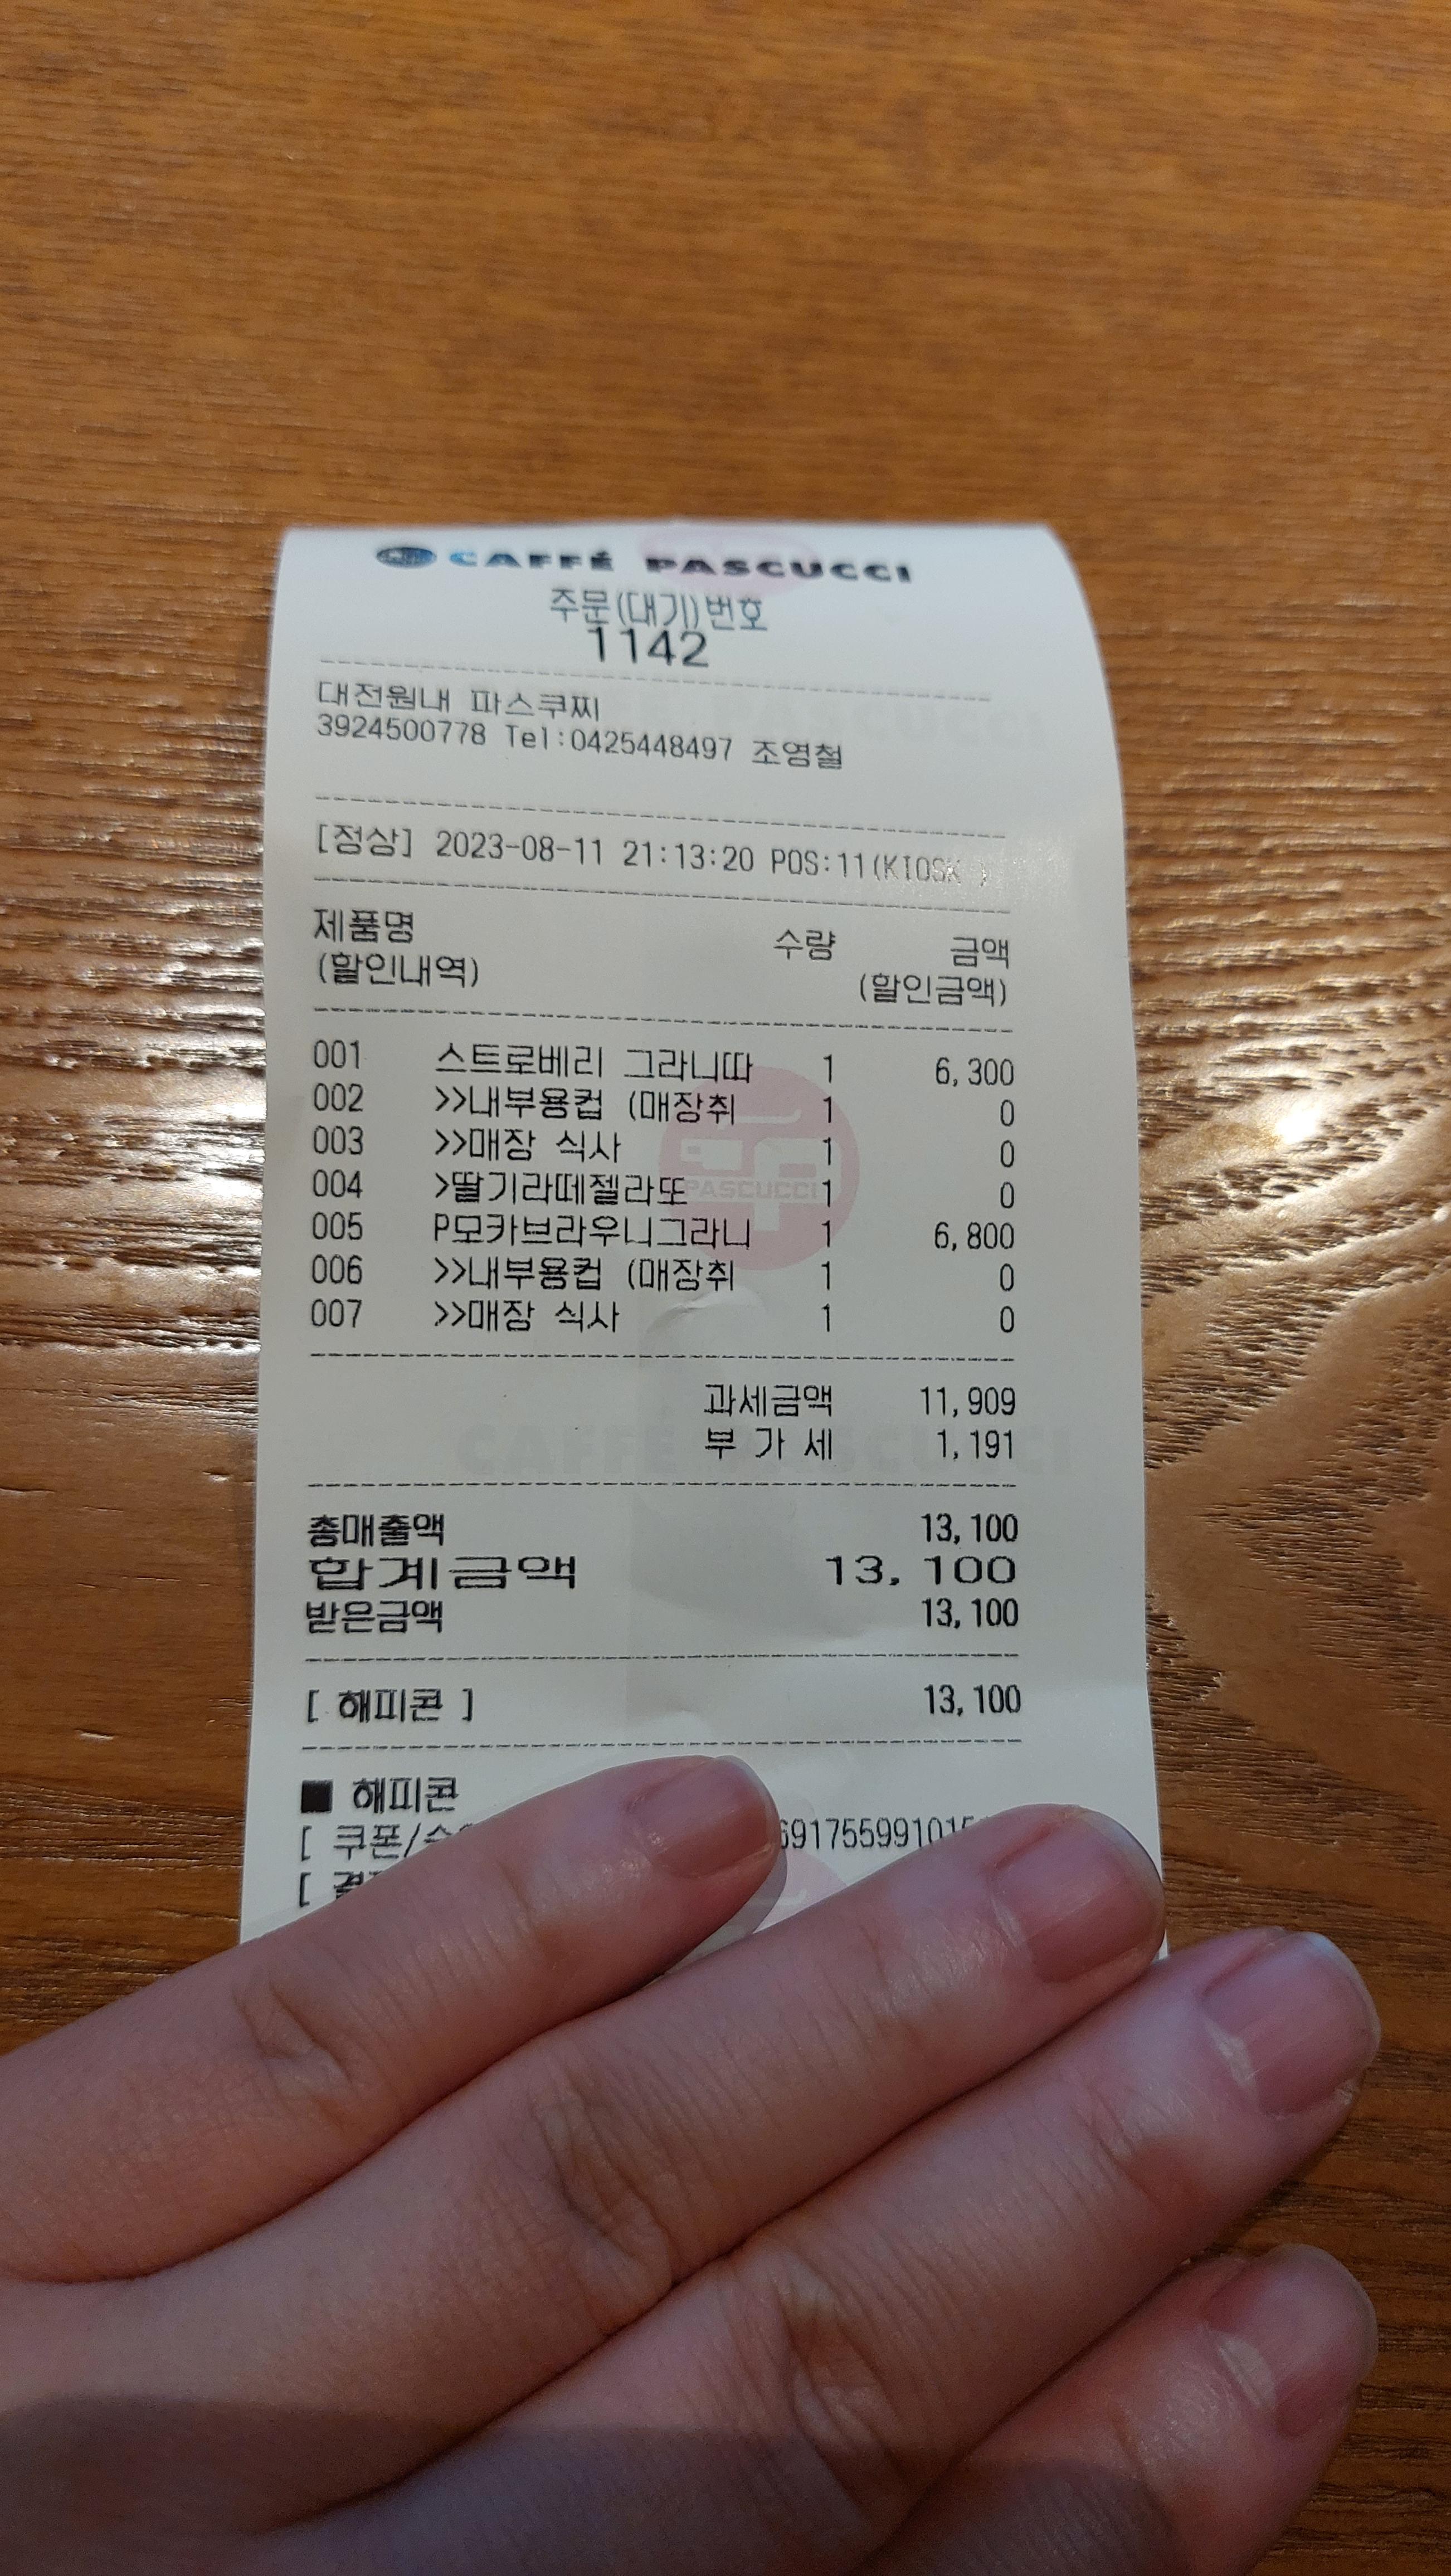 CAFFÉ PASCUCCI
주문(대기)번호
1142
대전원내 파스쿠찌
3924500778 Tel:0425448497 조영철
[정상] 2023-08-11 21:13:20 POS:11(KIOSK )
제품명 수량 금액
(할인내역) (할인금액)
001 스트로베리 그라니따 1 6,300
002 >>내부용컵 (매장취 1 0
003 >>매장 식사 1 0
004 >딸기라떼젤라또 1 0
005 P모카브라우니그라니 1 6,800
006 >>내부용컵 (매장취 1 0
007 >>매장 식사 1 0
과세금액 11,909
부 가 세 1,191
총매출액 13,100
합계금액 13,100
받은금액 13,100
[ 해피콘 ] 13,100
■ 해피콘
[ 쿠폰/
[